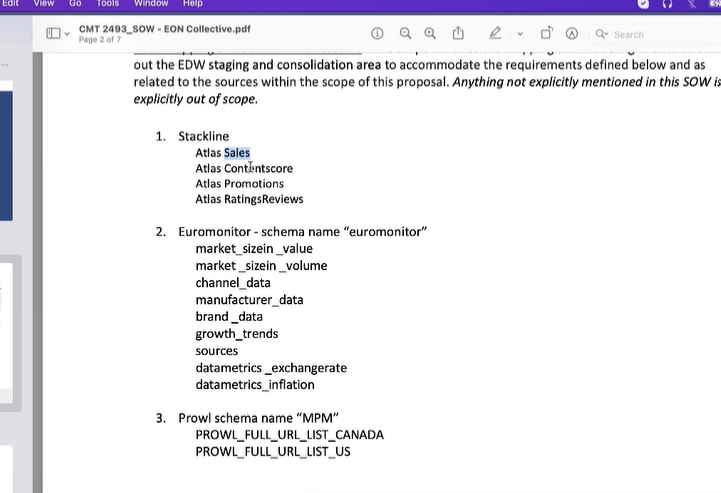 Edit View Go Tools Window Help
CMT 2493_SOW - EON Collective.pdf
Page 2 of 7
Search
out the EDW staging and consolidation area to accommodate the requirements defined below and as
related to the sources within the scope of this proposal. Anything not explicitly mentioned in this SOW is
explicitly out of scope.
1. Stackline
Atlas Sales
Atlas Contentscore
Atlas Promotions
Atlas RatingsReviews
2. Euromonitor - schema name “euromonitor”
market_sizein _value
market _sizein _volume
channel_data
manufacturer_data
brand _data
growth_trends
sources
datametrics _exchangerate
datametrics_inflation
3. Prowl schema name “MPM”
PROWL_FULL_URL_LIST_CANADA
PROWL_FULL_URL_LIST_US